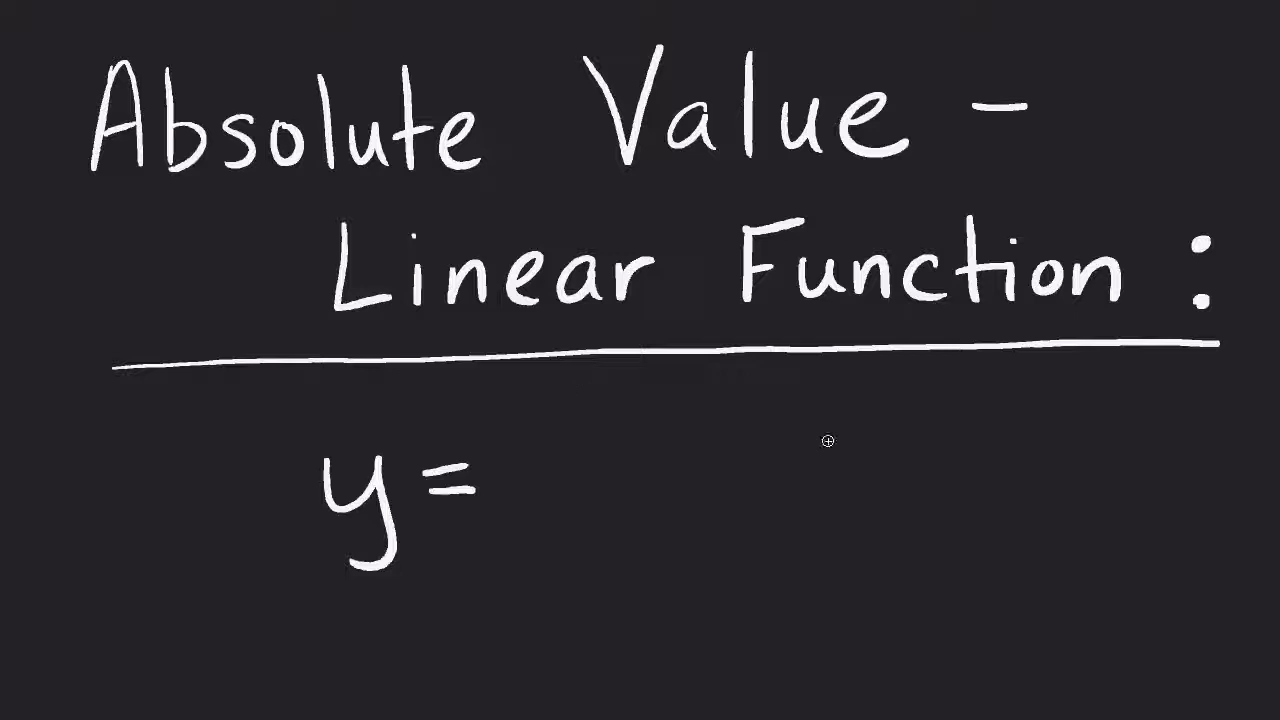 Absolute Value -
Linear Function :
y =